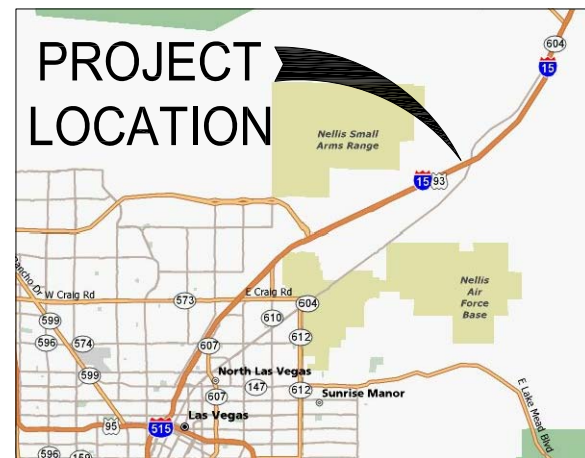 PROJECT
LOCATION
604
15
Nellis Small
Arms Range
15 93
Rancho Dr
W Craig Rd
573
E Craig Rd
604
Nellis
Air
Force
Base
599
610
596
574
612
607
599
North Las Vegas
147
612
607
Sunrise Manor
E Lake Mead Blvd
95
515
Las Vegas
596
159